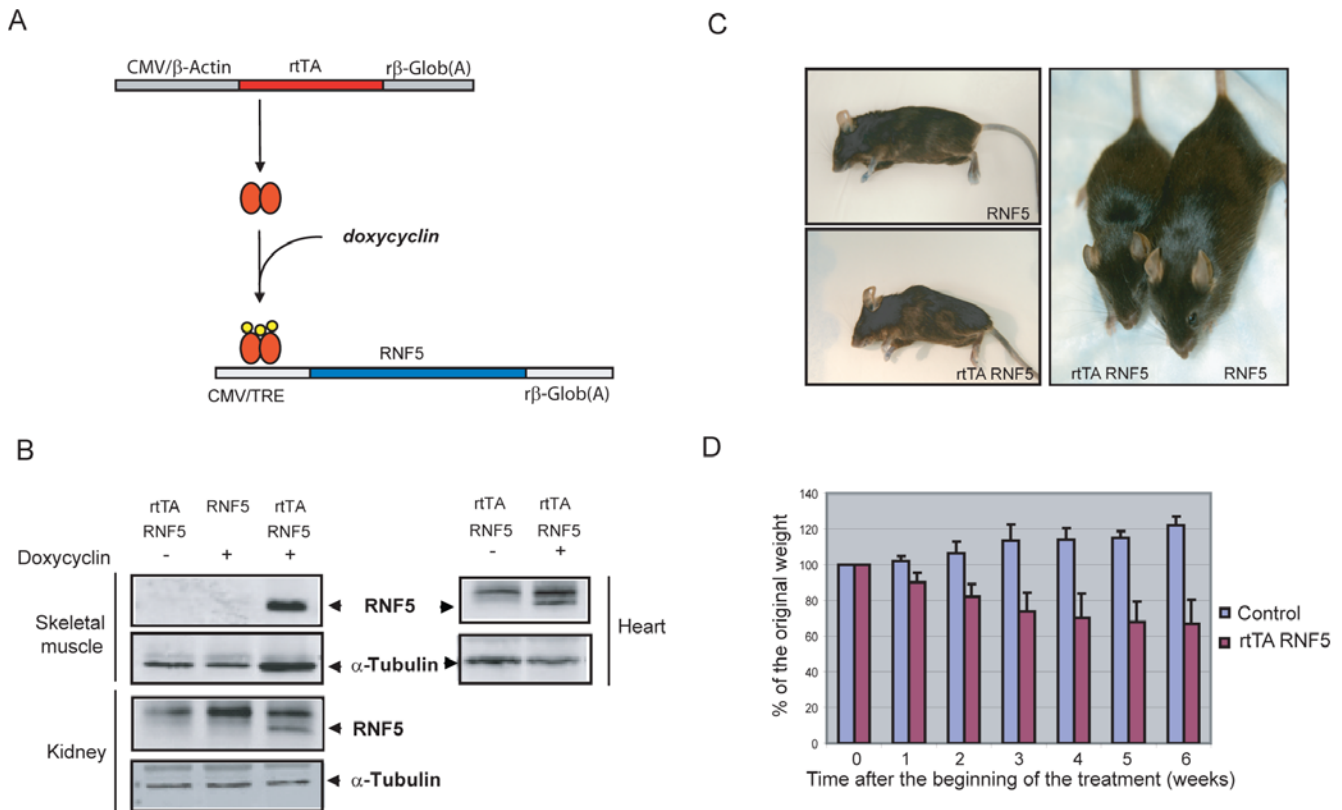 A
CMV/β-Actin rtTA rβ-Glob(A)
doxycyclin
RNF5
CMV/TRE rβ-Glob(A)
B
rtTA RNF5 rtTA
RNF5 RNF5
Doxycyclin - + +
rtTA rtTA
RNF5 RNF5
- +
Skeletal
muscle
RNF5
α-Tubulin
Heart
Kidney
RNF5
α-Tubulin
C
RNF5
rtTA RNF5
rtTA RNF5 RNF5
D
% of the original weight
140
120
100
80
60
40
20
0
0 1 2 3 4 5 6
Time after the beginning of the treatment (weeks)
Control
rtTA RNF5